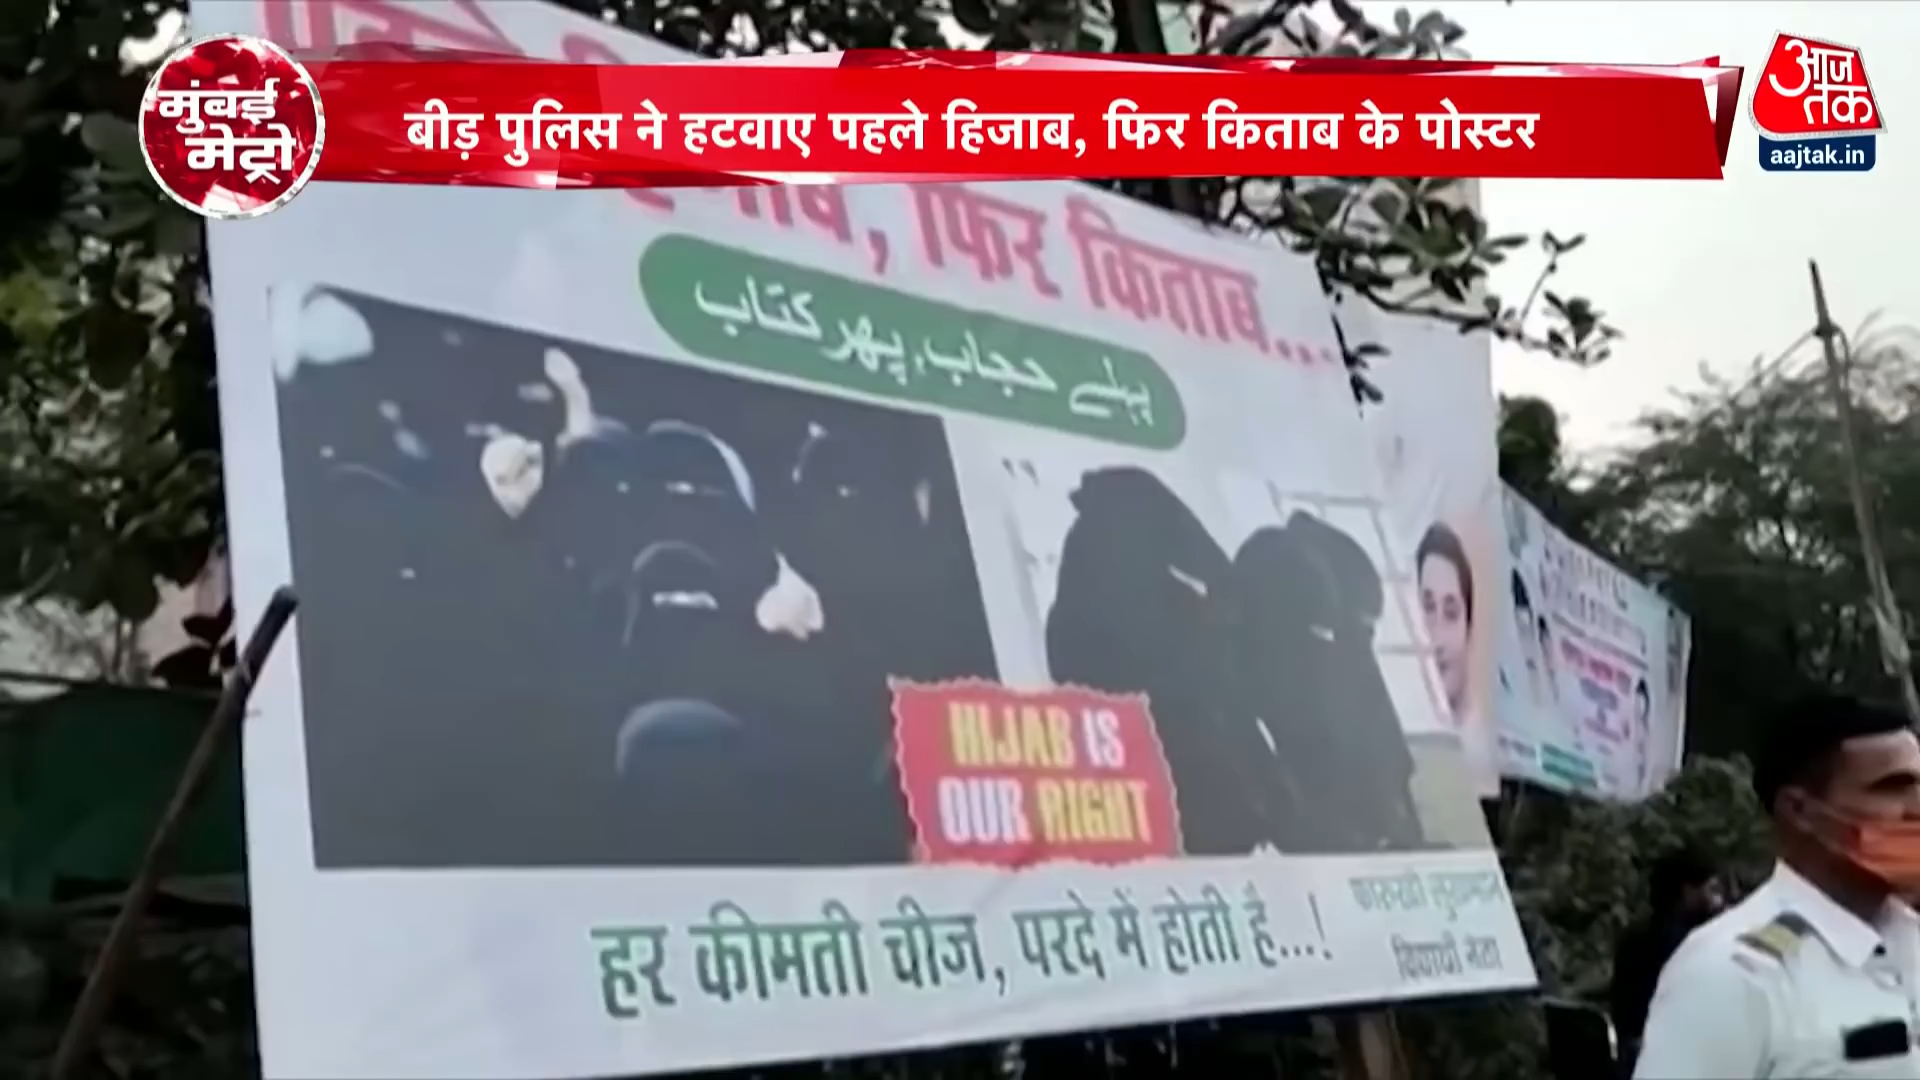 मुंबई
मेट्रो
बीड़ पुलिस ने हटवाए पहले हिजाब, फिर किताब के पोस्टर
आज
तक
aajtak.in
फिर किताब...
پہلے حجاب، پھر کتاب
HIJAB IS
OUR RIGHT
हर कीमती चीज, परदे में होती है...!